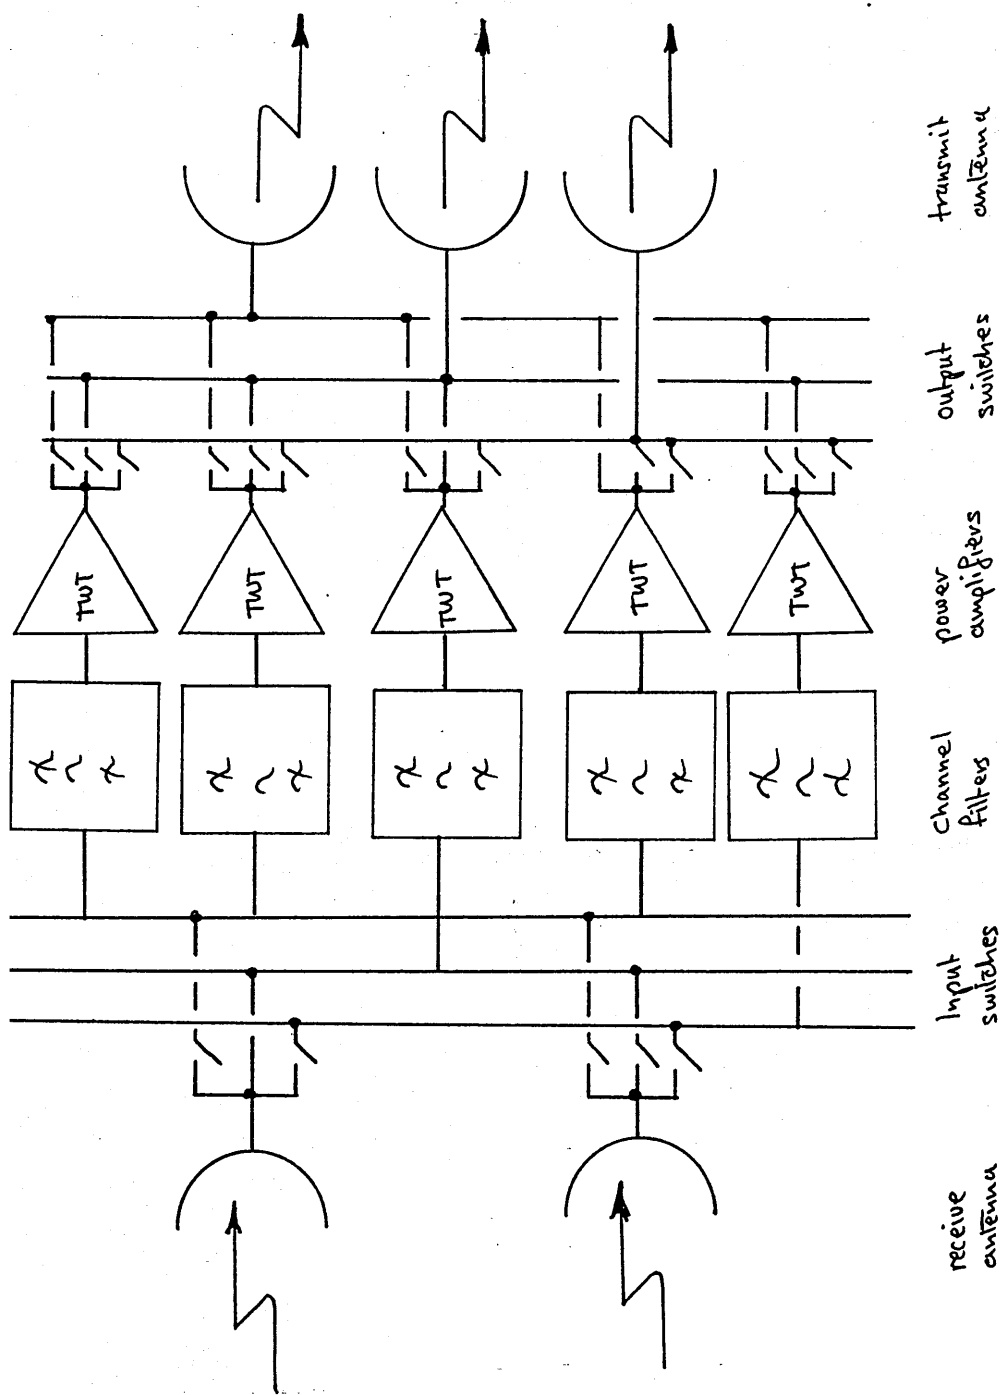 receive
antenna
Input
switches
channel
filters
power
amplifiers
output
switches
transmit
antenna
TWT
TWT
TWT
TWT
TWT